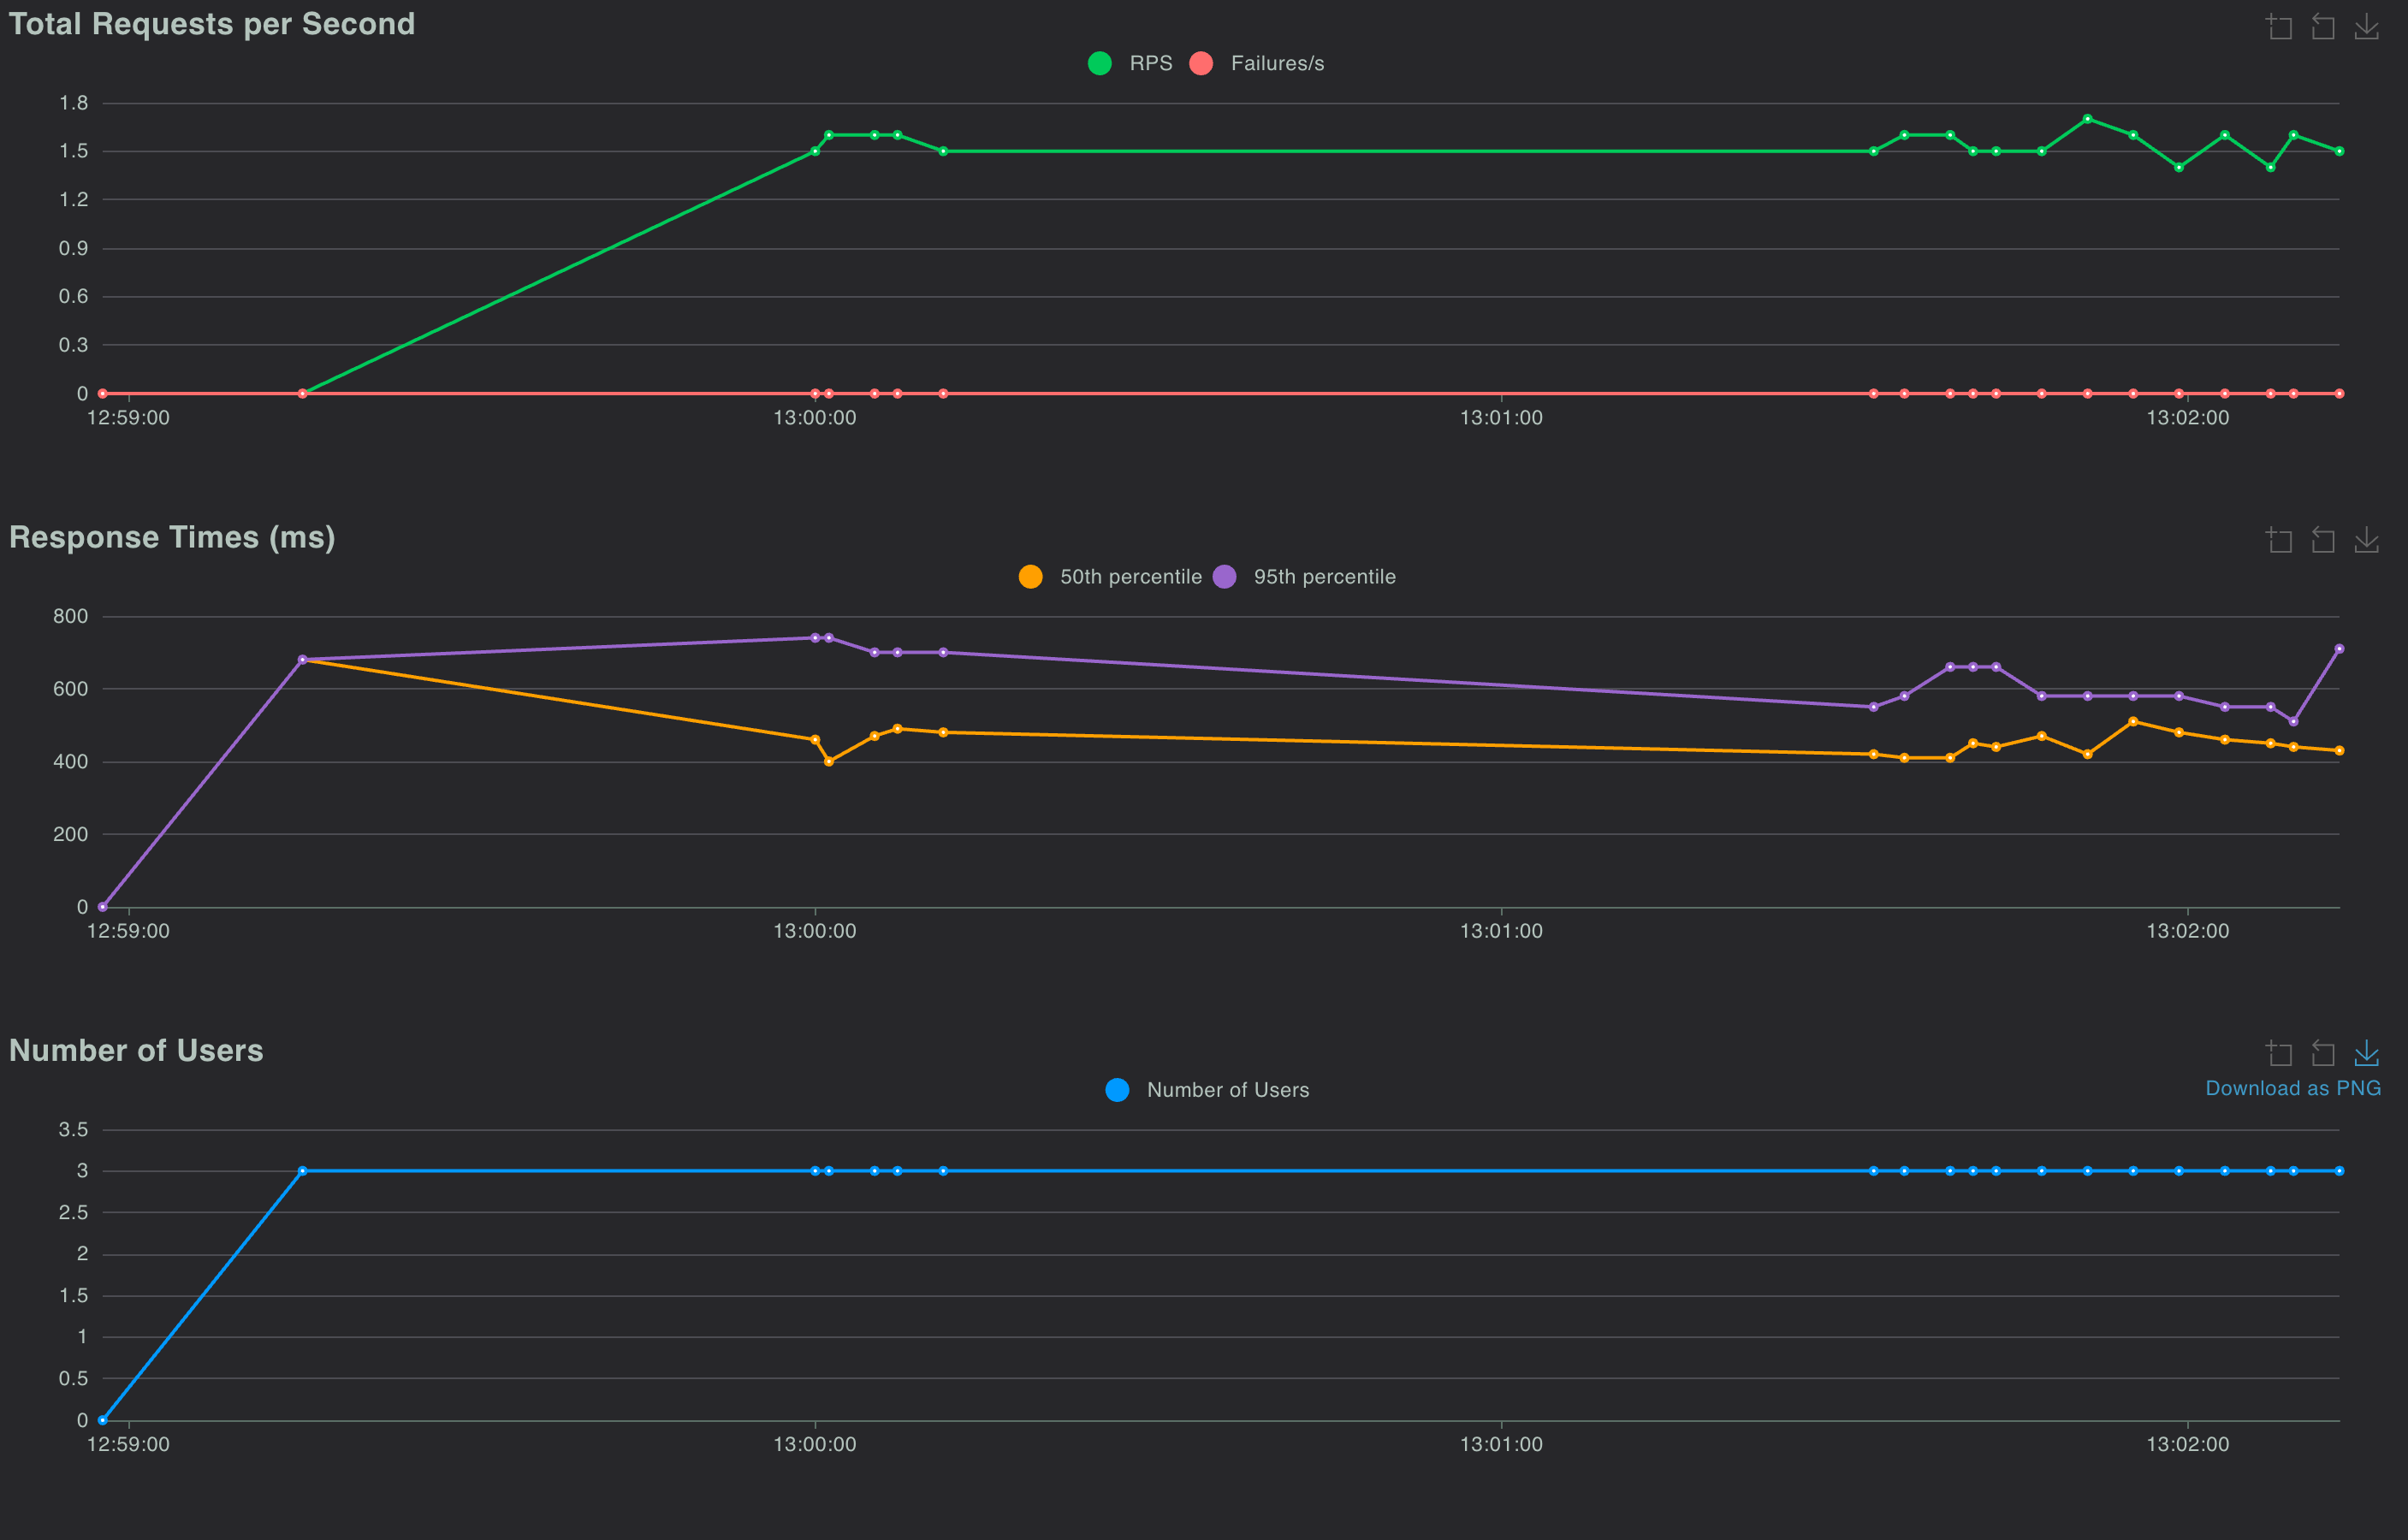 Total Requests per Second
RPS Failures/s
1.8
1.5
1.2
0.9
0.6
0.3
0
12:59:00 13:00:00 13:01:00 13:02:00
Response Times (ms)
50th percentile 95th percentile
800
600
400
200
0
12:59:00 13:00:00 13:01:00 13:02:00
Number of Users
Download as PNG
Number of Users
3.5
3
2.5
2
1.5
1
0.5
0
12:59:00 13:00:00 13:01:00 13:02:00